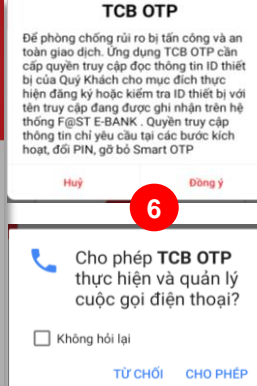 TCB OTP
Để phòng chống rủi ro bị tấn công và an
toàn giao dịch. Ứng dụng TCB OTP cần
cấp quyền truy cập đọc thông tin ID thiết
bị của Quý Khách cho mục đích thực
hiện đăng ký hoặc kiểm tra ID thiết bị với
tên truy cập đang được ghi nhận trên hệ
thống F@ST E-BANK . Quyền truy cập
thông tin chỉ yêu cầu tại các bước kích
hoạt, đổi PIN, gỡ bỏ Smart OTP
Huỷ Đồng ý
6
Cho phép TCB OTP
thực hiện và quản lý
cuộc gọi điện thoại?
Không hỏi lại
TỪ CHỐI CHO PHÉP